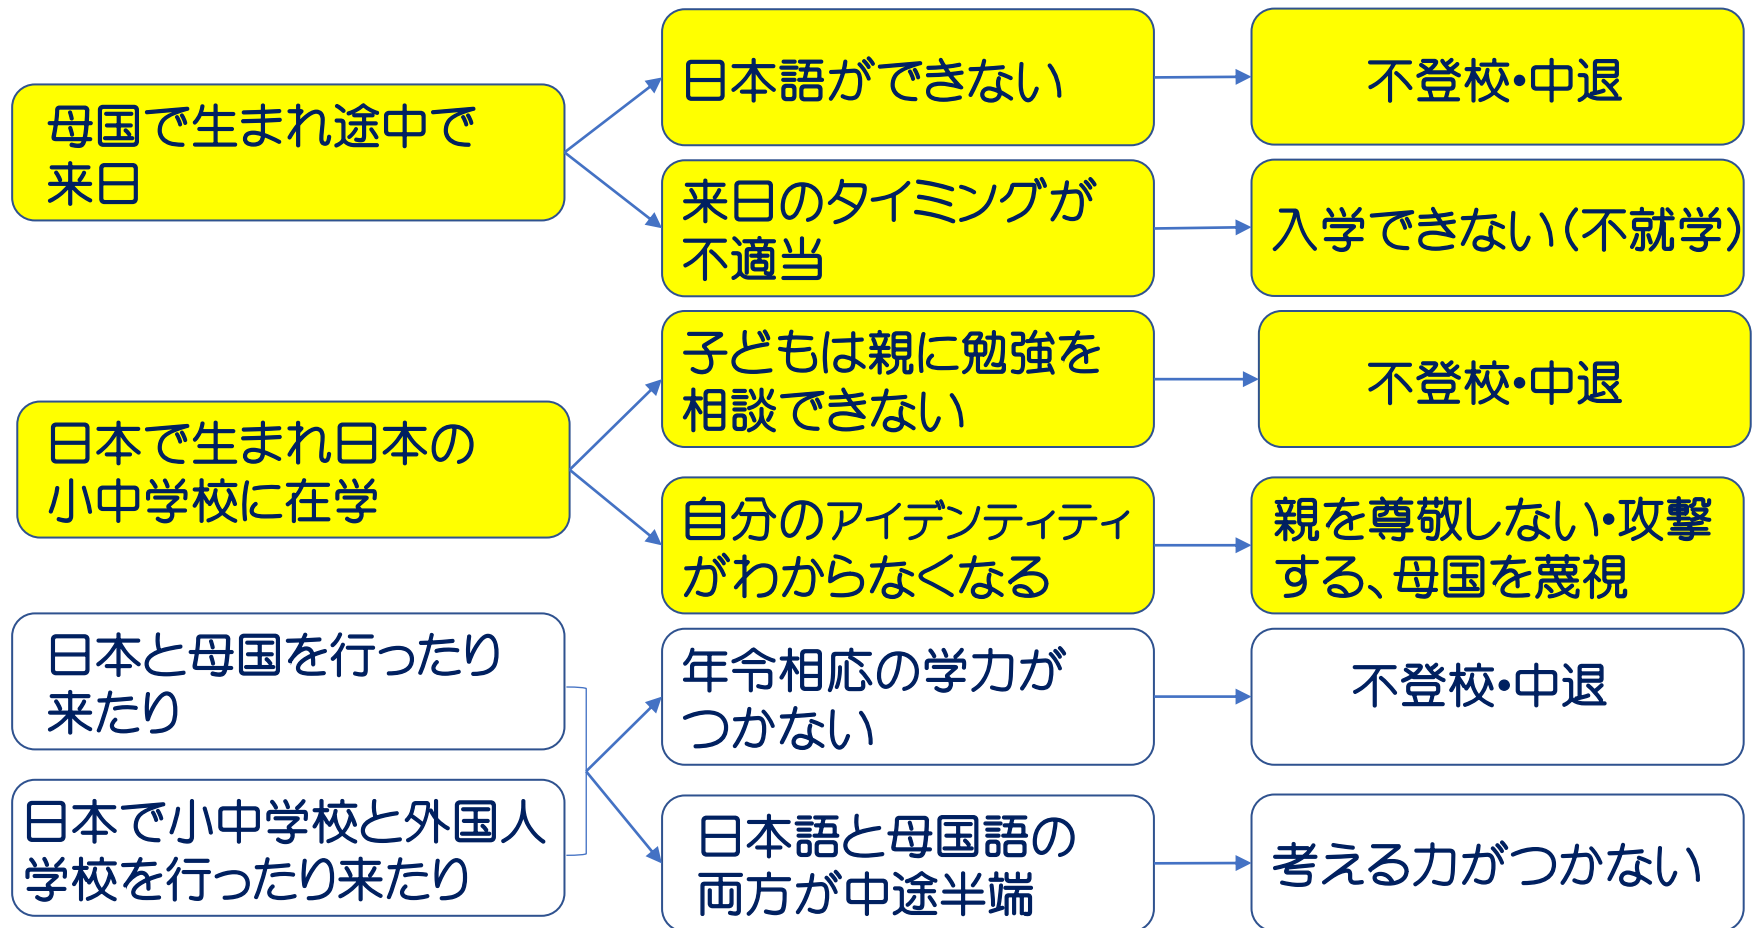 母国で生まれ途中で
来日
日本語ができない
不登校・中退
来日のタイミングが
不適当
入学できない（不就学）
日本で生まれ日本の
小中学校に在学
子どもは親に勉強を
相談できない
不登校・中退
自分のアイデンティティ
がわからなくなる
親を尊敬しない・攻撃
する、母国を蔑視
日本と母国を行ったり
来たり
日本で小中学校と外国人
学校を行ったり来たり
年令相応の学力が
つかない
不登校・中退
日本語と母国語の
両方が中途半端
考える力がつかない